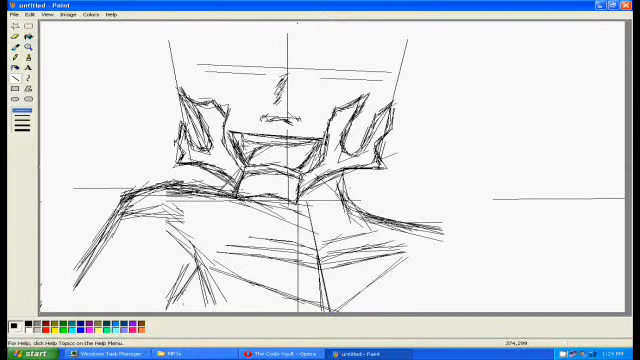 untitled - Paint
File Edit View Image Colors Help
For Help, click Help Topics on the Help Menu.
374,299
start
Windows Task Manager
MP3s
The Code Vault - Opera
untitled - Paint
1:29 AM